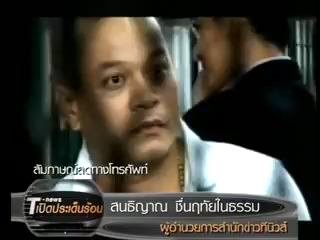 สัมภาษณ์สดทางโทรศัพท์
T-news
เปิดประเด็นร้อน
สนธิญาณ ชื่นฤทัยในธรรม
ผู้อำนวยการสำนักข่าวทีนิวส์